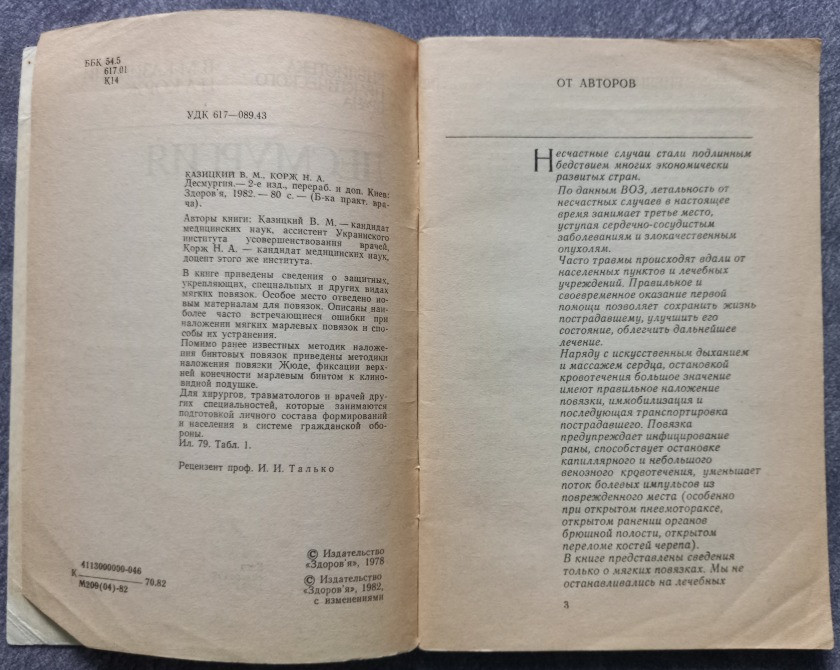 ББК 54.5
617.01
К14
УДК 617—089.43
КАЗИЦКИЙ В. М., КОРЖ Н. А.
Десмургия.— 2-е изд., перераб. и доп. Киев:
Здоров'я, 1982.— 80 с.— (Б-ка практ. вра-
ча).
Авторы книги: Казицкий В. М. — кандидат
медицинских наук, ассистент Украинского
института усовершенствования врачей,
Корж Н. А. — кандидат медицинских наук,
доцент этого же института.
В книге приведены сведения о защитных,
укрепляющих, специальных и других видах
мягких повязок. Особое место отведено но-
вым материалам для повязок. Описаны наи-
более часто встречающиеся ошибки при
наложении мягких марлевых повязок и спосо-
бы их устранения.
Помимо ранее известных методик наложе-
ния бинтовых повязок приведены методики
наложения повязки Жюде, фиксации верх-
ней конечности марлевым бинтом к клино-
видной подушке.
Для хирургов, травматологов и врачей дру-
гих специальностей, которые занимаются
подготовкой личного состава формирований
и населения в системе гражданской обо-
роны.
Ил. 79. Табл. 1.
Рецензент проф. И. И. Талько
К 4113000000-046
М209(04)-82 70.82
© Издательство
«Здоров'я», 1978
© Издательство
«Здоров'я», 1982,
с изменениями
ОТ АВТОРОВ
Несчастные случаи стали подлинным
бедствием многих экономически
развитых стран.
По данным ВОЗ, летальность от
несчастных случаев в настоящее
время занимает третье место,
уступая сердечно-сосудистым
заболеваниям и злокачественным
опухолям.
Часто травмы происходят вдали от
населенных пунктов и лечебных
учреждений. Правильное и
своевременное оказание первой
помощи позволяет сохранить жизнь
пострадавшему, улучшить его
состояние, облегчить дальнейшее
лечение.
Наряду с искусственным дыханием
и массажем сердца, остановкой
кровотечения большое значение
имеют правильное наложение
повязки, иммобилизация и
последующая транспортировка
пострадавшего. Повязка
предупреждает инфицирование
раны, способствует остановке
капиллярного и небольшого
венозного кровотечения, уменьшает
поток болевых импульсов из
поврежденного места (особенно
при открытом пневмотораксе,
открытом ранении органов
брюшной полости, открытом
переломе костей черепа).
В книге представлены сведения
только о мягких повязках. Мы не
останавливались на лечебных
3